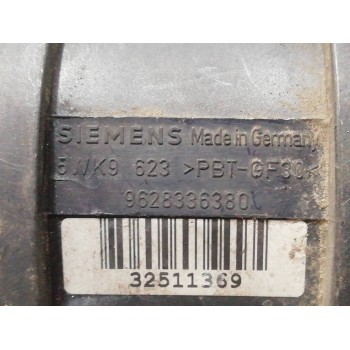 SIEMENS Made in Germany
5WK9 623 >PBT-GF30<
9628336380
32511369